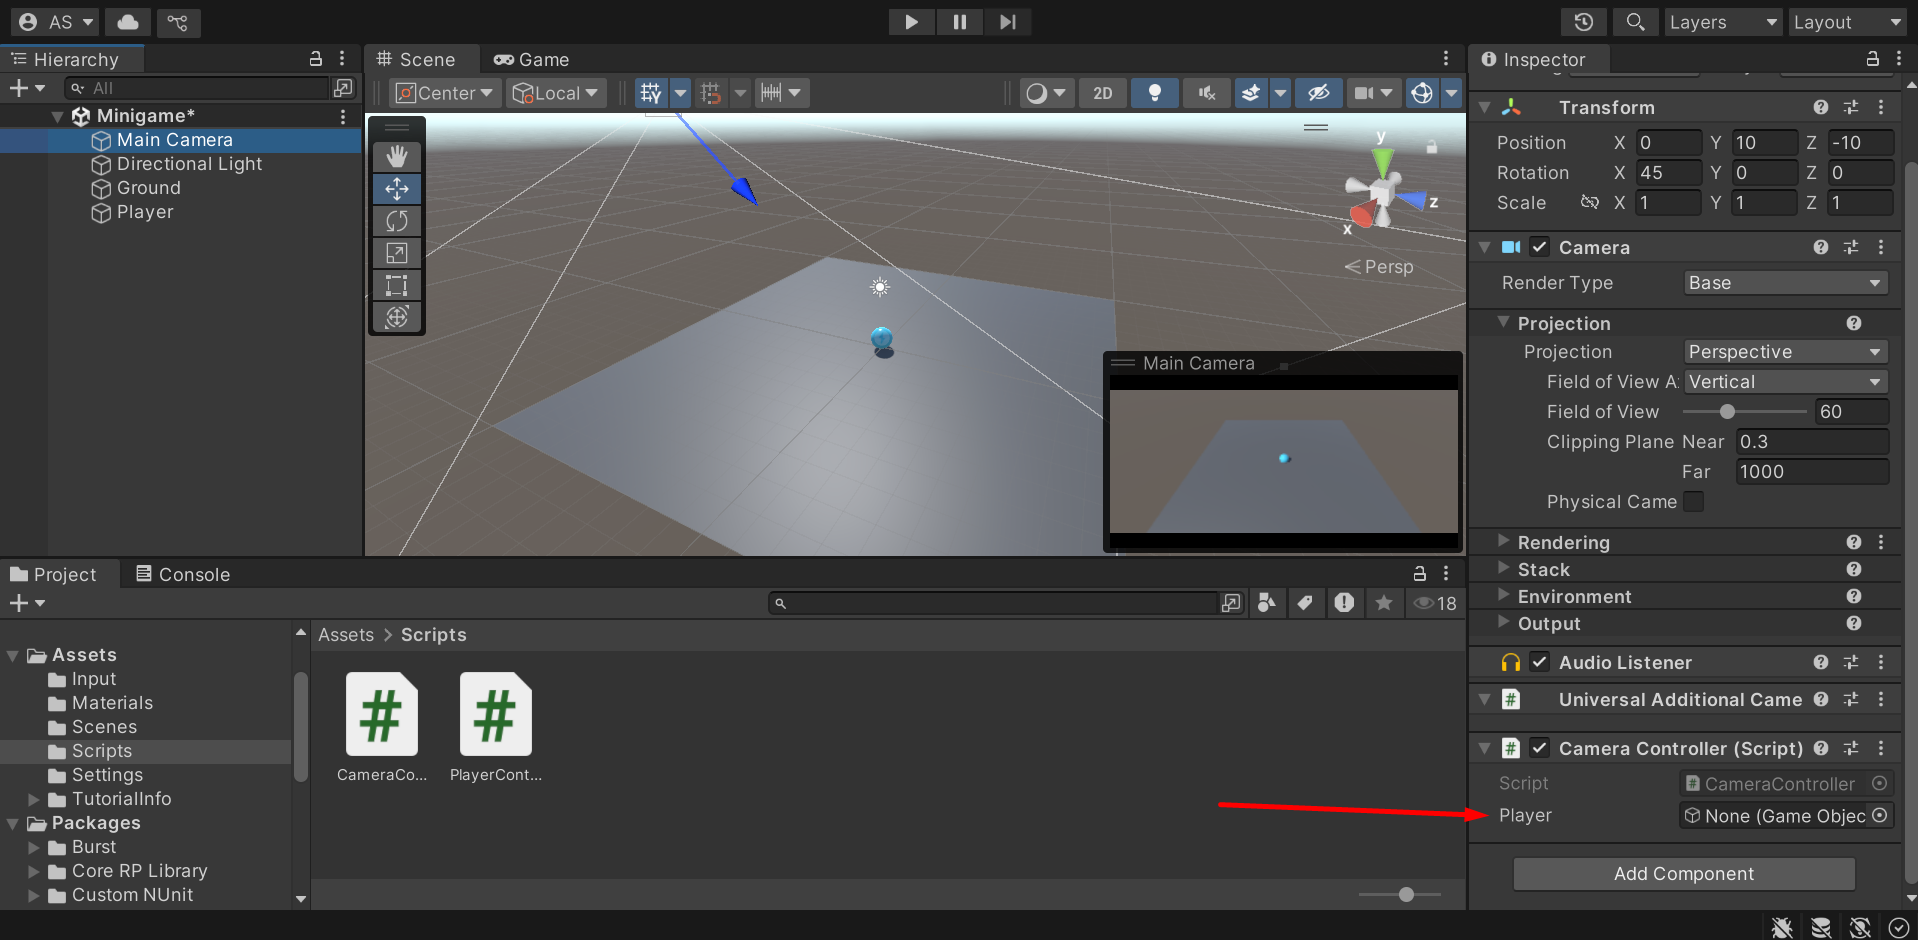 AS
Layers
Layout
Hierarchy
All
Minigame*
Main Camera
Directional Light
Ground
Player
Scene
Game
Center
Local
2D
y
z
x
Persp
Main Camera
Project
Console
18
Assets
Input
Materials
Scenes
Scripts
Settings
TutorialInfo
Packages
Burst
Core RP Library
Custom NUnit
Assets > Scripts
CameraCo...
PlayerCont...
Inspector
Transform
Position X 0 Y 10 Z -10
Rotation X 45 Y 0 Z 0
Scale X 1 Y 1 Z 1
Camera
Render Type Base
Projection
Projection Perspective
Field of View A: Vertical
Field of View 60
Clipping Plane Near 0.3
Far 1000
Physical Came
Rendering
Stack
Environment
Output
Audio Listener
Universal Additional Came
Camera Controller (Script)
Script # CameraController
Player None (Game Objec
Add Component